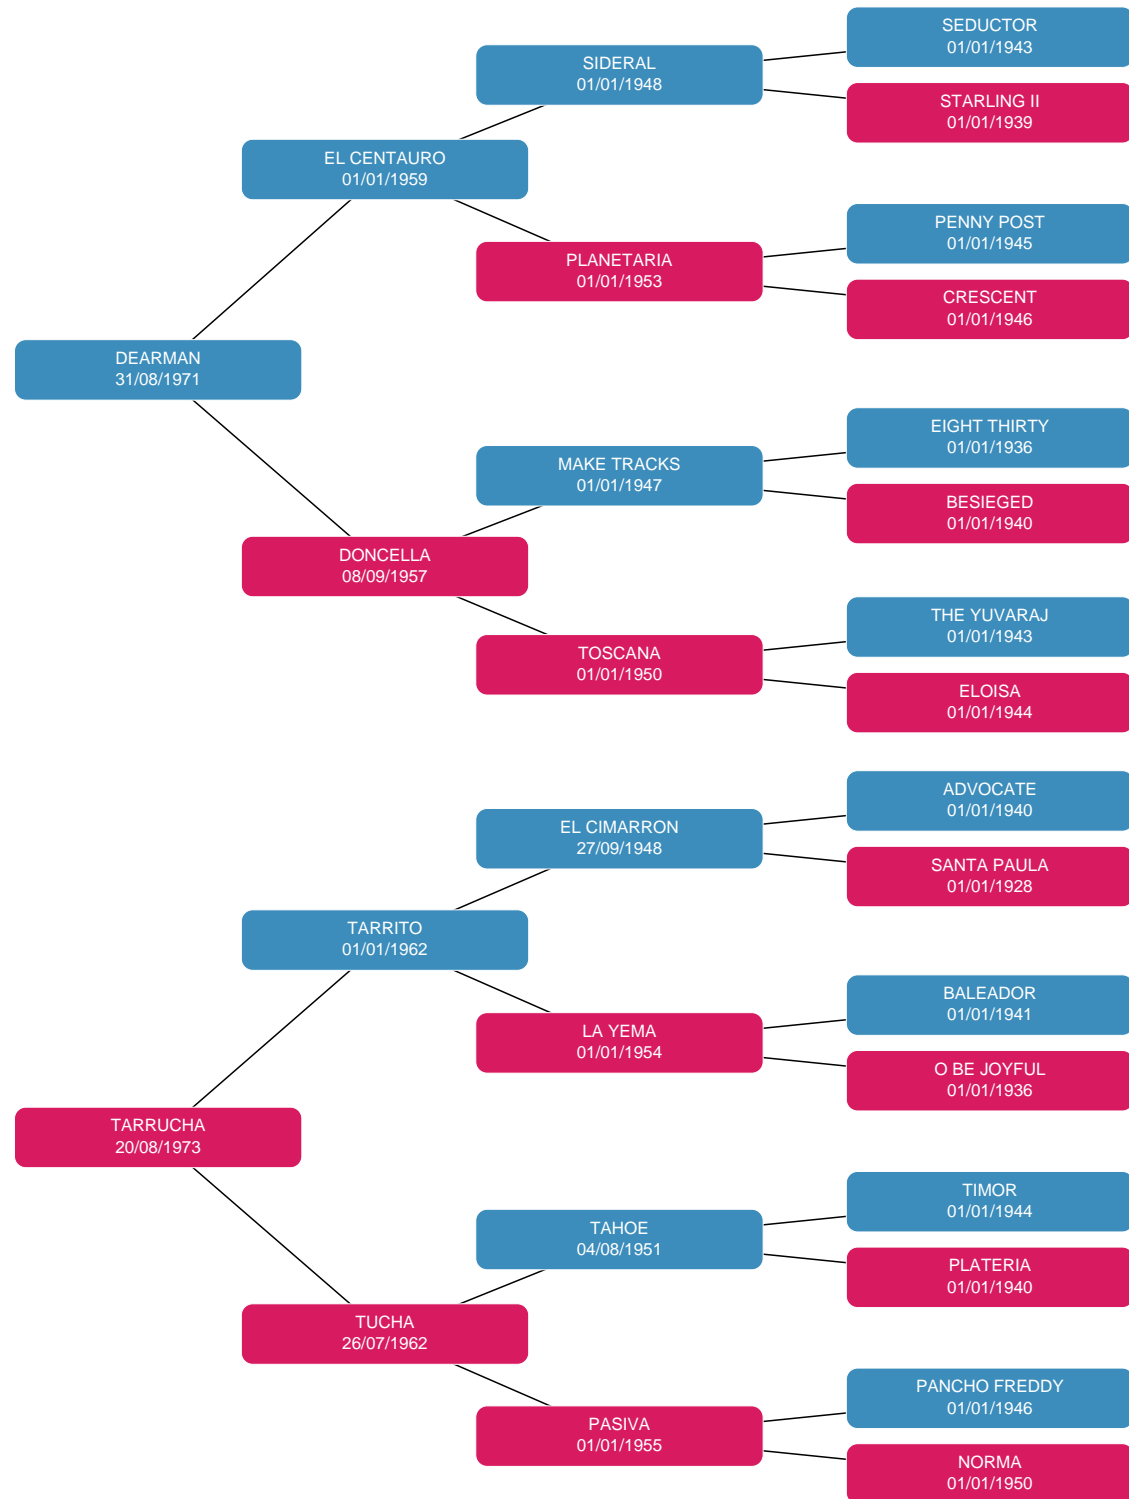 SEDUCTOR
01/01/1943
SIDERAL
01/01/1948
STARLING II
01/01/1939
EL CENTAURO
01/01/1959
PENNY POST
01/01/1945
PLANETARIA
01/01/1953
CRESCENT
01/01/1946
DEARMAN
31/08/1971
EIGHT THIRTY
01/01/1936
MAKE TRACKS
01/01/1947
BESIEGED
01/01/1940
DONCELLA
08/09/1957
THE YUVARAJ
01/01/1943
TOSCANA
01/01/1950
ELOISA
01/01/1944
ADVOCATE
01/01/1940
EL CIMARRON
27/09/1948
SANTA PAULA
01/01/1928
TARRITO
01/01/1962
BALEADOR
01/01/1941
LA YEMA
01/01/1954
O BE JOYFUL
01/01/1936
TARRUCHA
20/08/1973
TIMOR
01/01/1944
TAHOE
04/08/1951
PLATERIA
01/01/1940
TUCHA
26/07/1962
PANCHO FREDDY
01/01/1946
PASIVA
01/01/1955
NORMA
01/01/1950